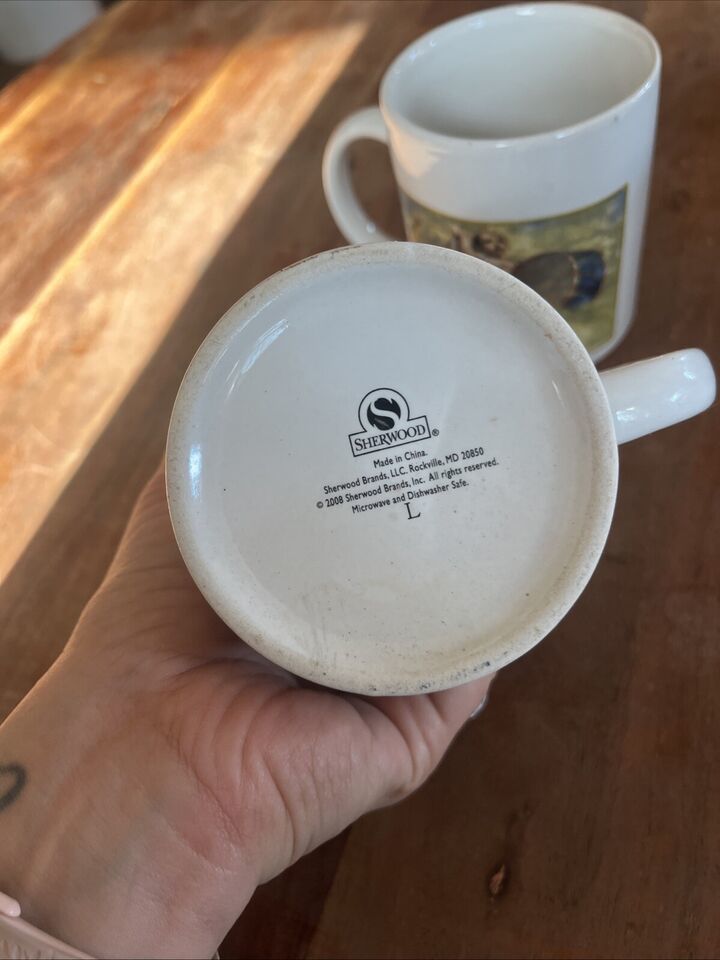 S
SHERWOOD®
Made in China.
Sherwood Brands, LLC. Rockville, MD 20850
© 2008 Sherwood Brands, Inc. All rights reserved.
Microwave and Dishwasher Safe.
L